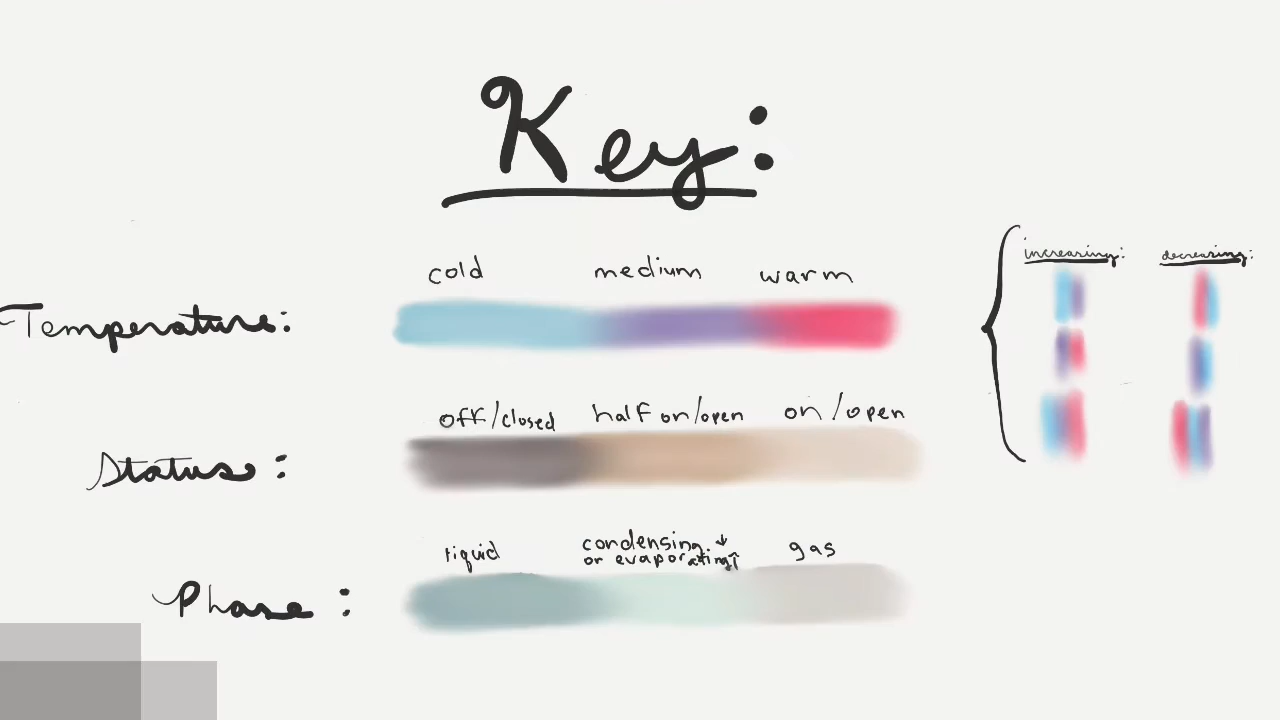 Key:
increasing: decreasing:
cold medium warm
Temperature:
off/closed half on/open on/open
Status:
liquid condensing ↓ gas
or evaporating↑
Phase: